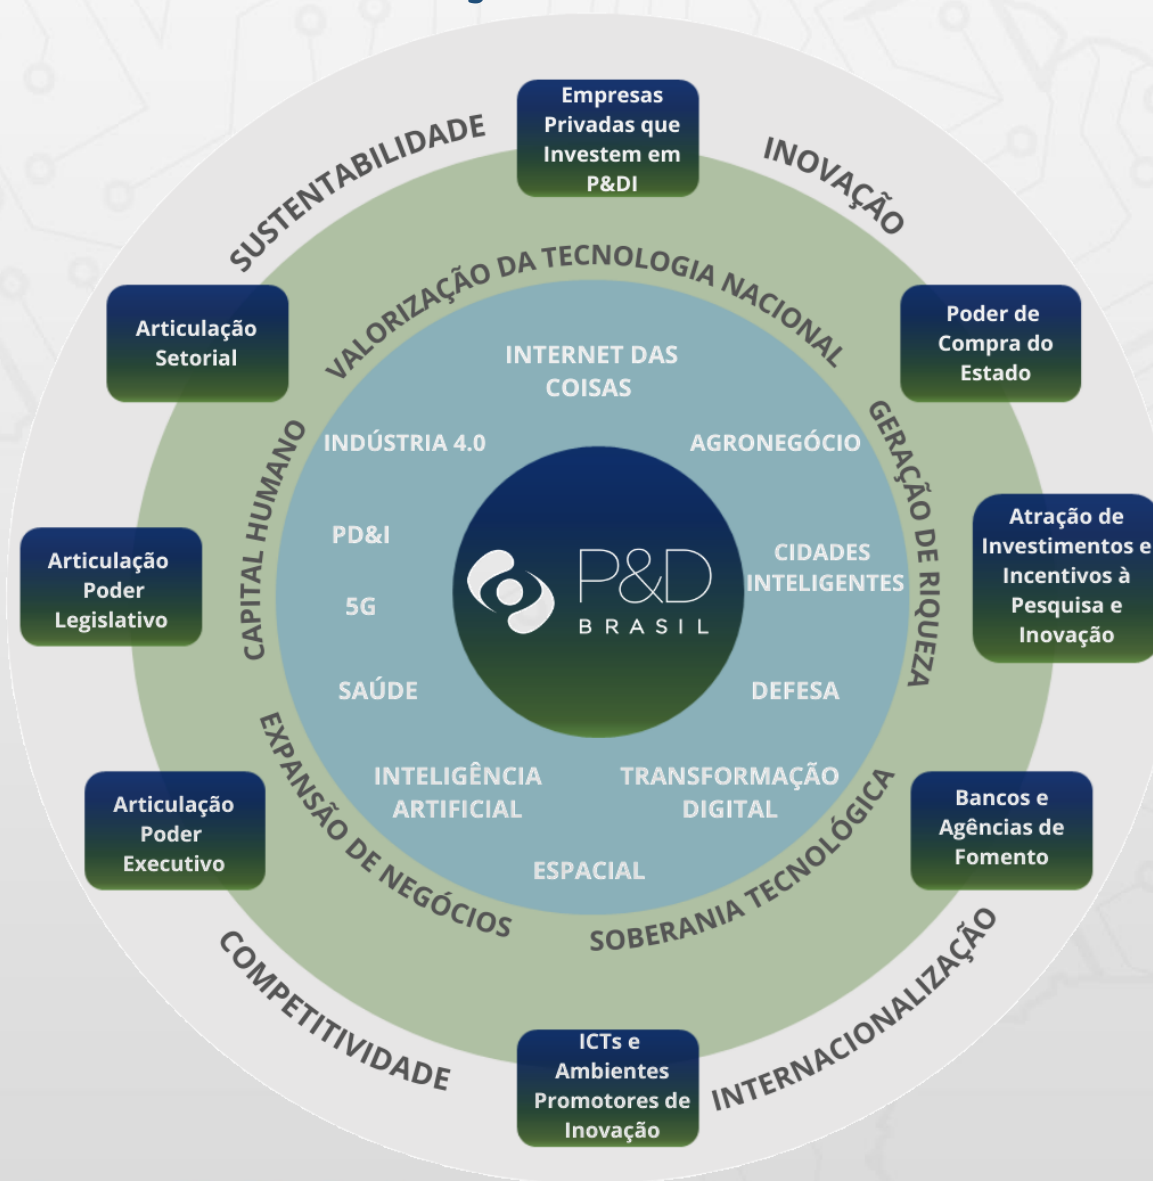 Empresas
Privadas que
Investem em
P&DI
SUSTENTABILIDADE
INOVAÇÃO
VALORIZAÇÃO DA TECNOLOGIA NACIONAL
Articulação
Setorial
Poder de
Compra do
Estado
INTERNET DAS
COISAS
INDÚSTRIA 4.0
AGRONEGÓCIO
CAPITAL HUMANO
GERAÇÃO DE RIQUEZA
PD&I
CIDADES
INTELIGENTES
5G
P&D
BRASIL
Articulação
Poder
Legislativo
Atração de
Investimentos e
Incentivos à
Pesquisa e
Inovação
SAÚDE
DEFESA
INTELIGÊNCIA
ARTIFICIAL
TRANSFORMAÇÃO
DIGITAL
ESPACIAL
EXPANSÃO DE NEGÓCIOS
SOBERANIA TECNOLÓGICA
Articulação
Poder
Executivo
Bancos e
Agências de
Fomento
COMPETITIVIDADE
INTERNACIONALIZAÇÃO
ICTs e
Ambientes
Promotores de
Inovação